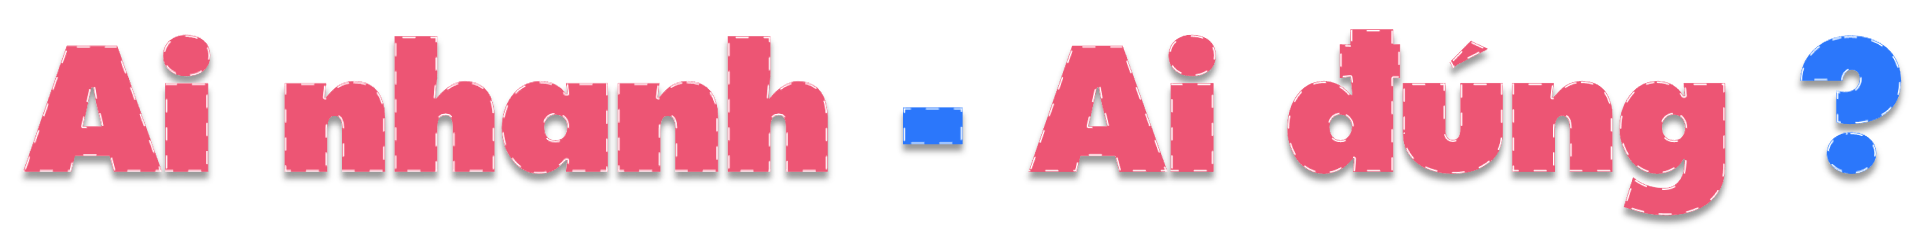 Ai nhanh - Ai đúng ?